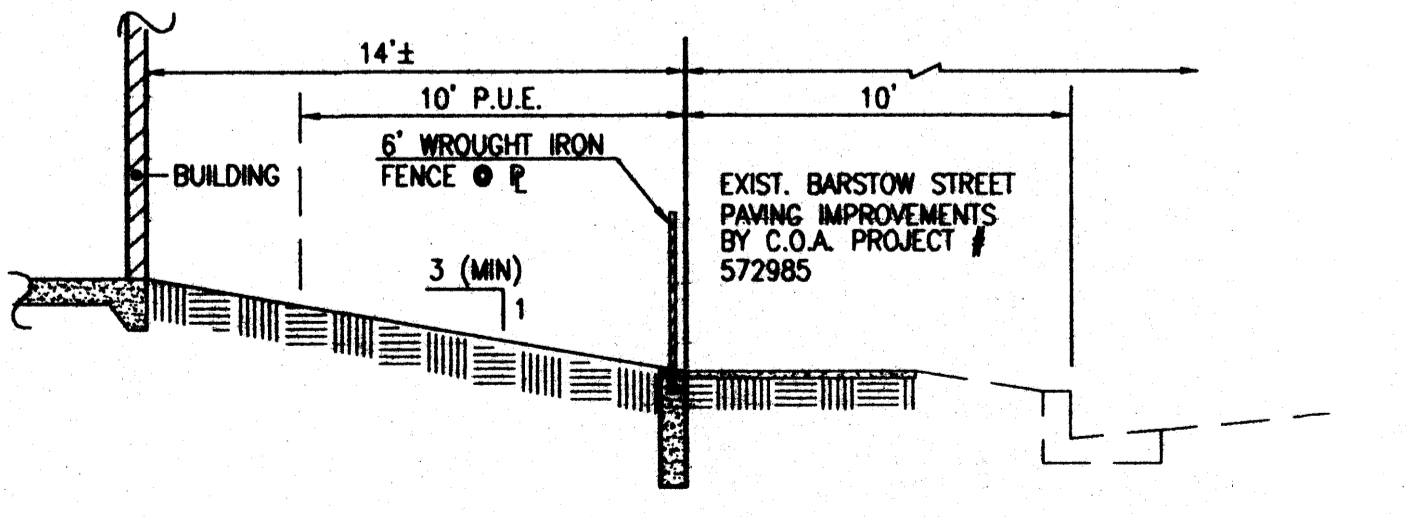 14'±
10' P.U.E.
10'
6' WROUGHT IRON
FENCE @ ⅊
BUILDING
EXIST. BARSTOW STREET
PAVING IMPROVEMENTS
BY C.O.A. PROJECT #
572985
3 (MIN)
1